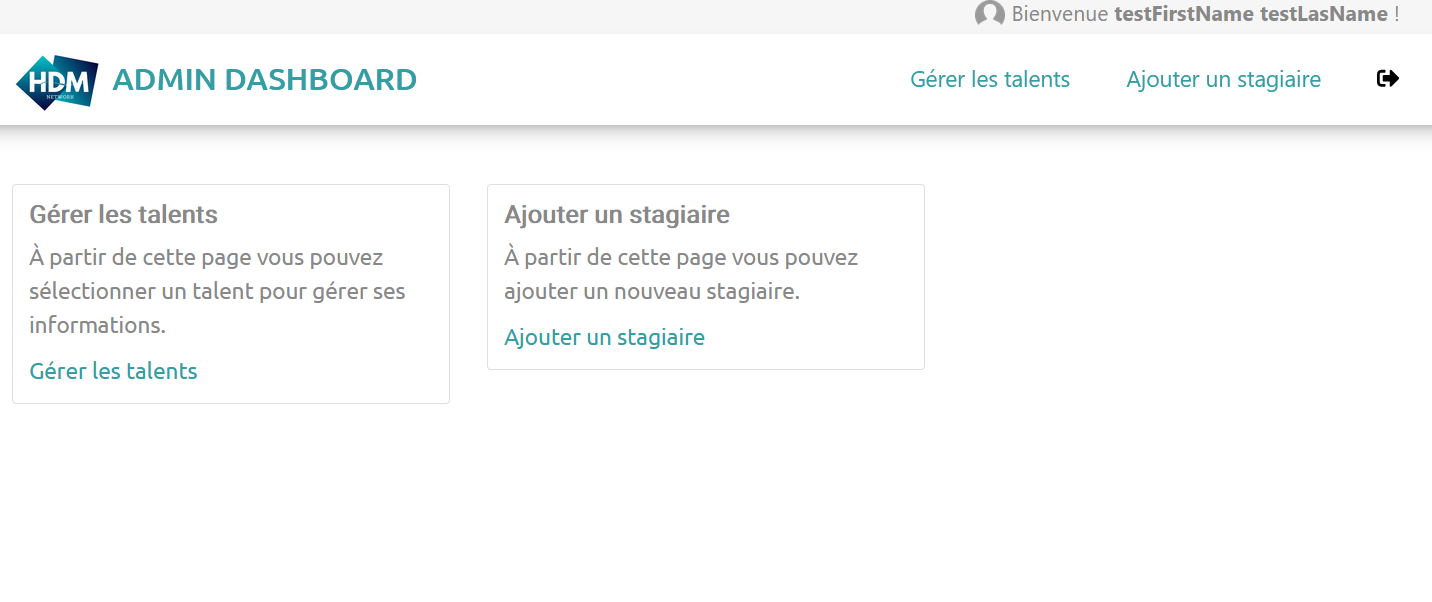 Bienvenue testFirstName testLasName !
HDM
NETWORK
ADMIN DASHBOARD
Gérer les talents
Ajouter un stagiaire
Gérer les talents
À partir de cette page vous pouvez
sélectionner un talent pour gérer ses
informations.
Gérer les talents
Ajouter un stagiaire
À partir de cette page vous pouvez
ajouter un nouveau stagiaire.
Ajouter un stagiaire